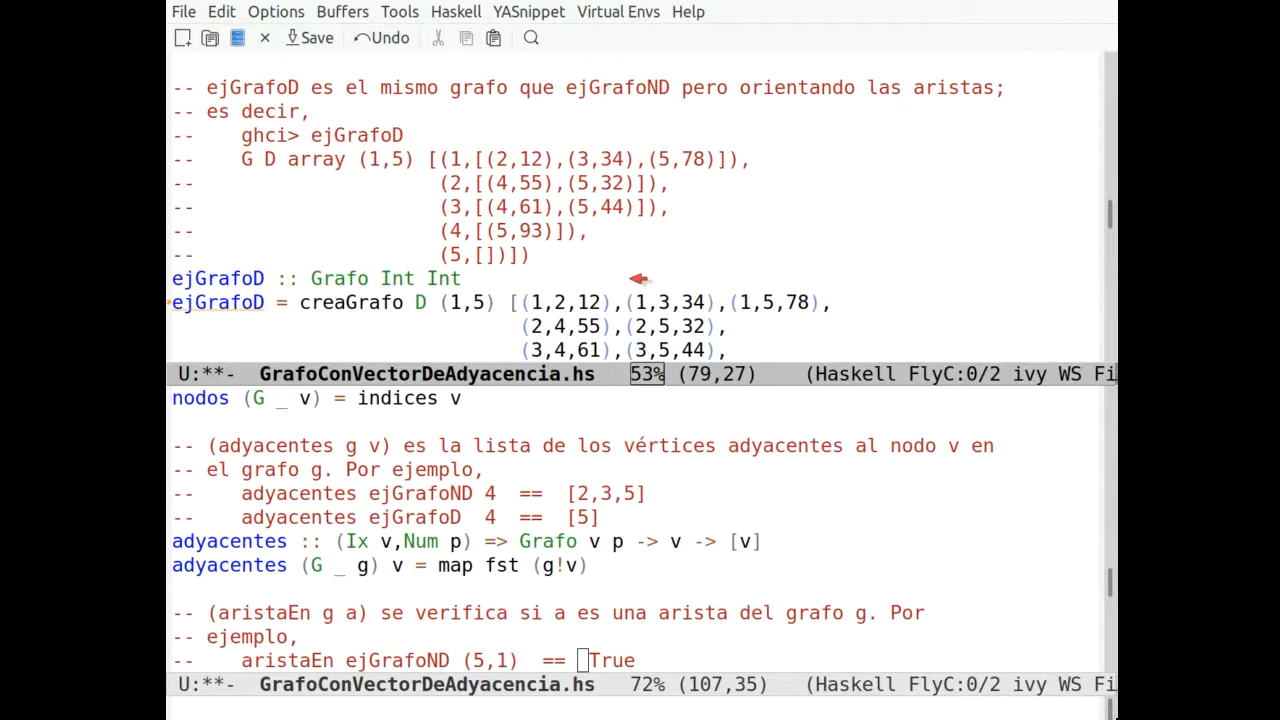 File Edit Options Buffers Tools Haskell YASnippet Virtual Envs Help
Save Undo
-- ejGrafoD es el mismo grafo que ejGrafoND pero orientando las aristas;
-- es decir,
--    ghci> ejGrafoD
--    G D array (1,5) [(1,[(2,12),(3,34),(5,78)]),
--                     (2,[(4,55),(5,32)]),
--                     (3,[(4,61),(5,44)]),
--                     (4,[(5,93)]),
--                     (5,[])])
ejGrafoD :: Grafo Int Int
ejGrafoD = creaGrafo D (1,5) [(1,2,12),(1,3,34),(1,5,78),
                              (2,4,55),(2,5,32),
                              (3,4,61),(3,5,44),
U:**-  GrafoConVectorDeAdyacencia.hs   53% (79,27)    (Haskell FlyC:0/2 ivy WS Fi
nodos (G _ v) = indices v
-- (adyacentes g v) es la lista de los vértices adyacentes al nodo v en
-- el grafo g. Por ejemplo,
--    adyacentes ejGrafoND 4  ==  [2,3,5]
--    adyacentes ejGrafoD  4  ==  [5]
adyacentes :: (Ix v,Num p) => Grafo v p -> v -> [v]
adyacentes (G _ g) v = map fst (g!v)
-- (aristaEn g a) se verifica si a es una arista del grafo g. Por
-- ejemplo,
--    aristaEn ejGrafoND (5,1)  ==  True
U:**-  GrafoConVectorDeAdyacencia.hs   72% (107,35)   (Haskell FlyC:0/2 ivy WS Fi